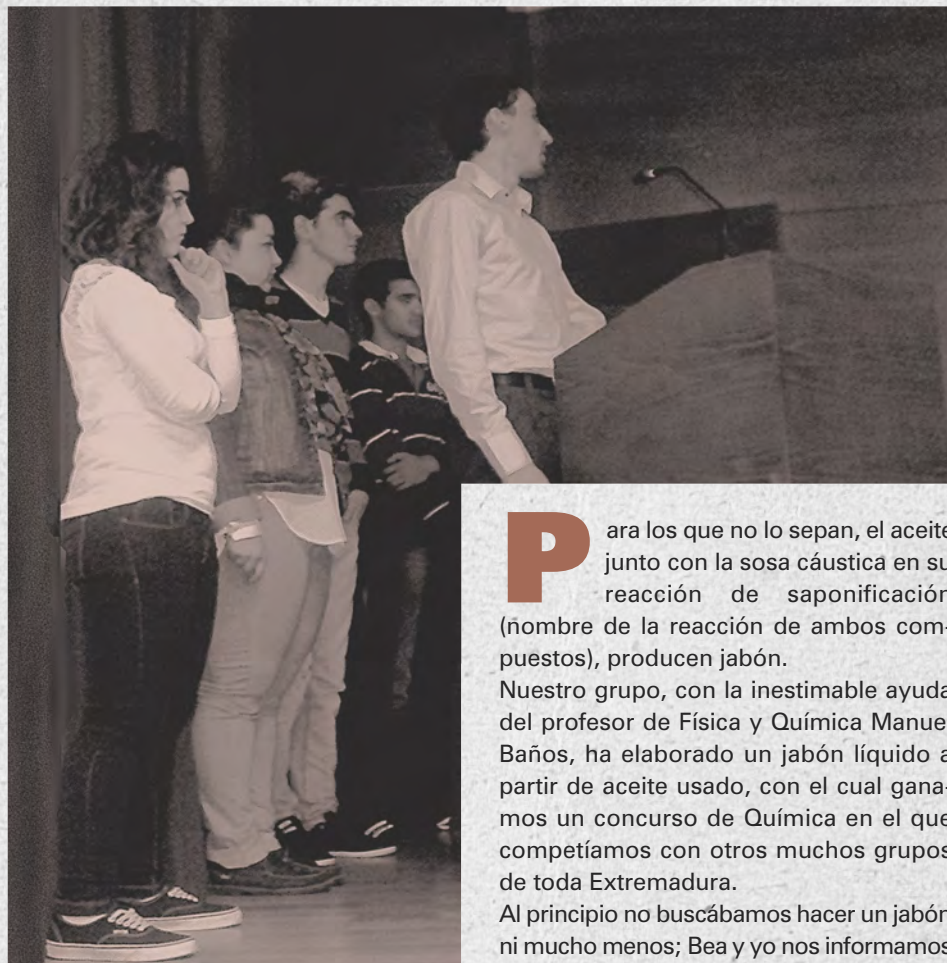 Para los que no lo sepan, el aceite
junto con la sosa cáustica en su
reacción de saponificación
(nombre de la reacción de ambos com-
puestos), producen jabón.
Nuestro grupo, con la inestimable ayuda
del profesor de Física y Química Manue
Baños, ha elaborado un jabón líquido a
partir de aceite usado, con el cual gana-
mos un concurso de Química en el que
competíamos con otros muchos grupos
de toda Extremadura.
Al principio no buscábamos hacer un jabón
ni mucho menos; Bea y yo nos informamos